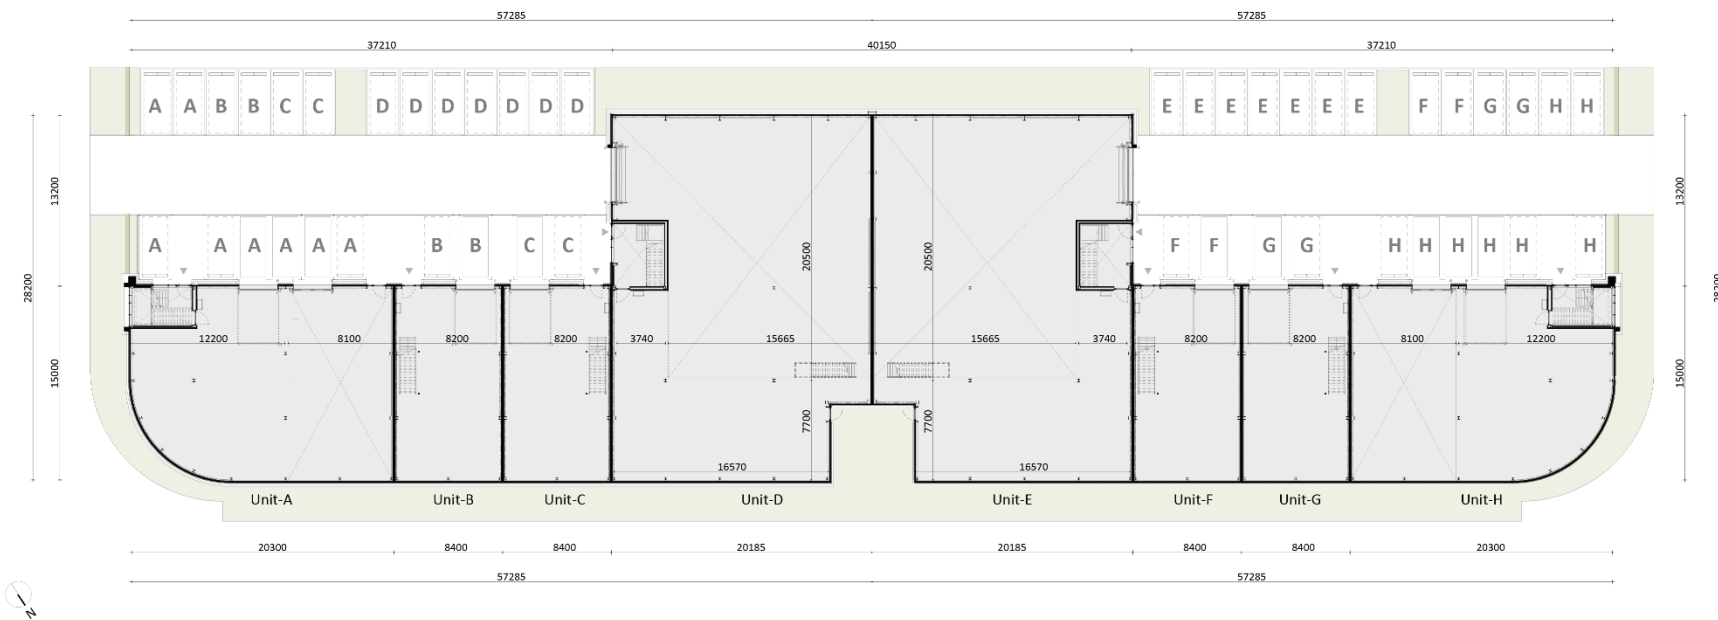 57285 57285
37210 40150 37210
A A B B C C D D D D D D D E E E E E E E F F G G H H
13200 13200
A A A A A A B B C C F F G G H H H H H H
20500 20500
28200 28200
12200 8100 8200 8200 3740 15665 15665 3740 8200 8200 8100 12200
15000 15000
7700 7700
16570 16570
Unit-A Unit-B Unit-C Unit-D Unit-E Unit-F Unit-G Unit-H
20300 8400 8400 20185 20185 8400 8400 20300
57285 57285
N